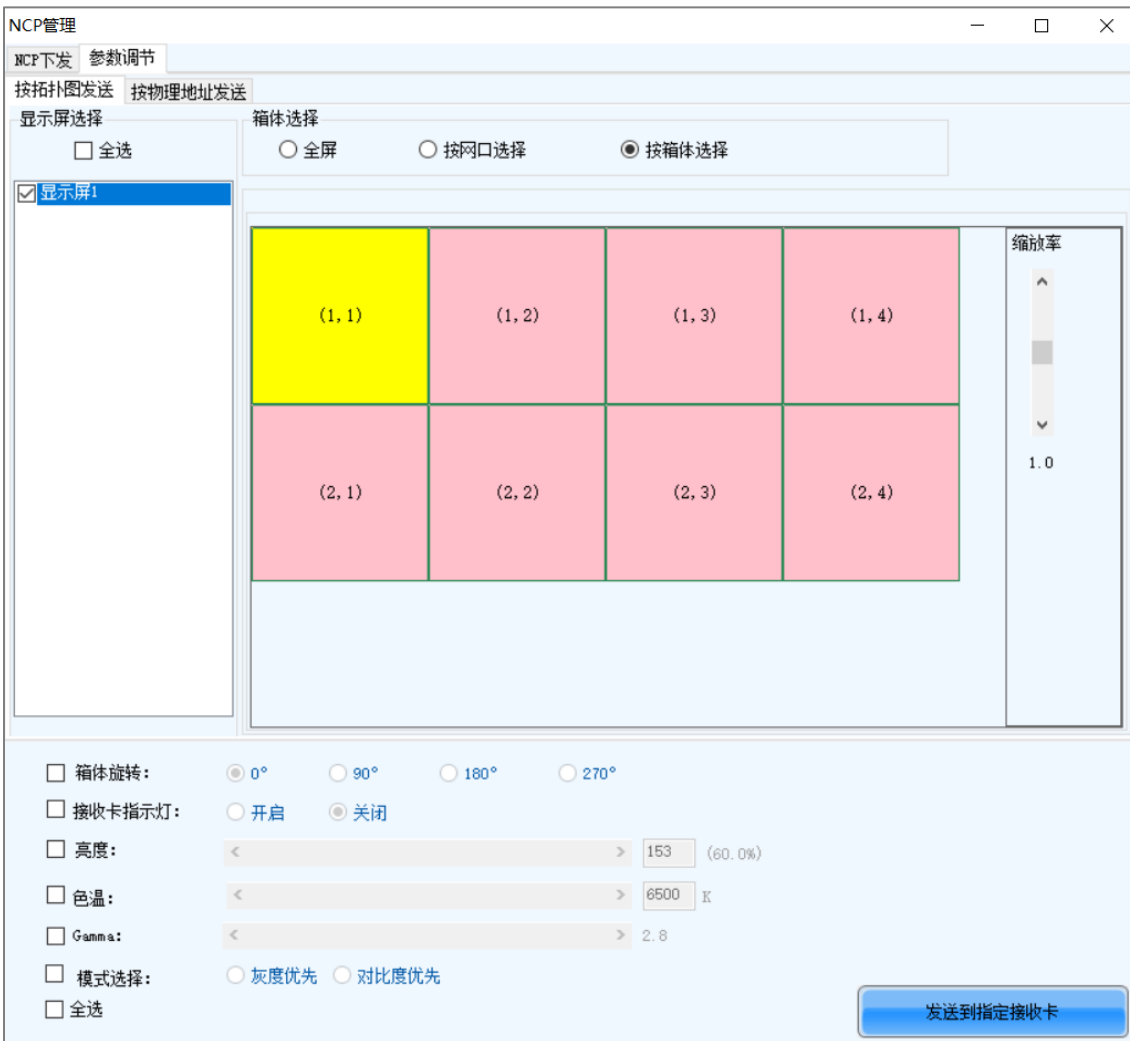 NCP管理
NCP下发 参数调节
按拓扑图发送 按物理地址发送
显示屏选择 箱体选择
全选 全屏 按网口选择 按箱体选择
显示屏1
缩放率
(1,1) (1,2) (1,3) (1,4)
1.0
(2,1) (2,2) (2,3) (2,4)
箱体旋转: 0° 90° 180° 270°
接收卡指示灯: 开启 关闭
亮度: 153 (60.0%)
色温: 6500 K
Gamma: 2.8
模式选择: 灰度优先 对比度优先
全选
发送到指定接收卡